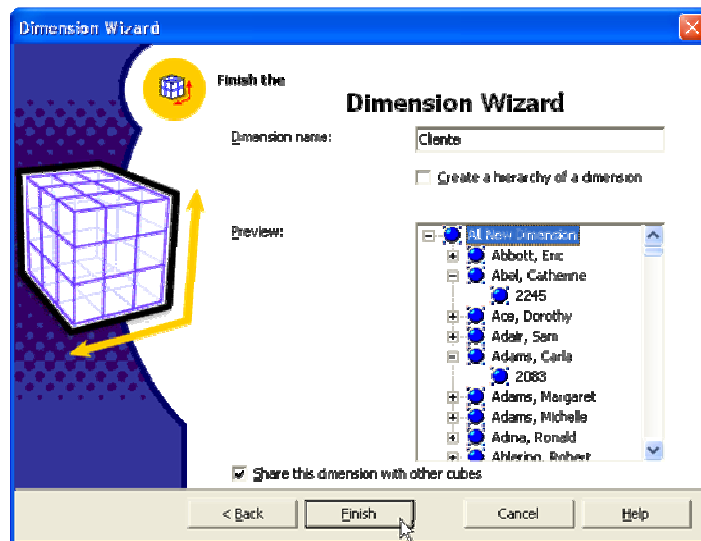 Dimension Wizard
Finish the
Dimension Wizard
Dimension name:
Cliente
Create a hierarchy of a dimension
Preview:
All New Dimension
Abbott, Eric
Abel, Catherine
2245
Ace, Dorothy
Adair, Sam
Adams, Carla
2083
Adams, Margaret
Adams, Michelle
Adina, Ronald
Ahlering, Robert
Share this dimension with other cubes
< Back
Finish
Cancel
Help